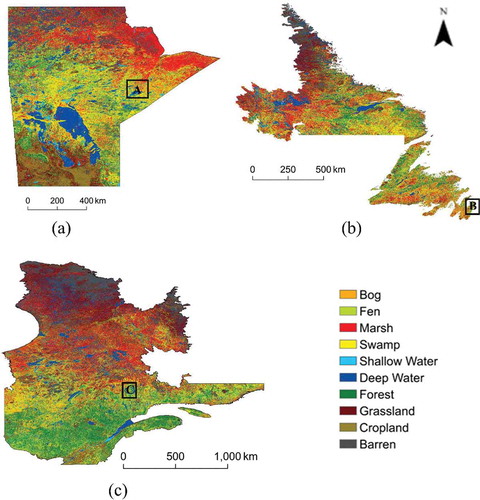 N
A
0 200 400 km
(a)
0 250 500 km
B
(b)
C
0 500 1,000 km
(c)
Bog
Fen
Marsh
Swamp
Shallow Water
Deep Water
Forest
Grassland
Cropland
Barren